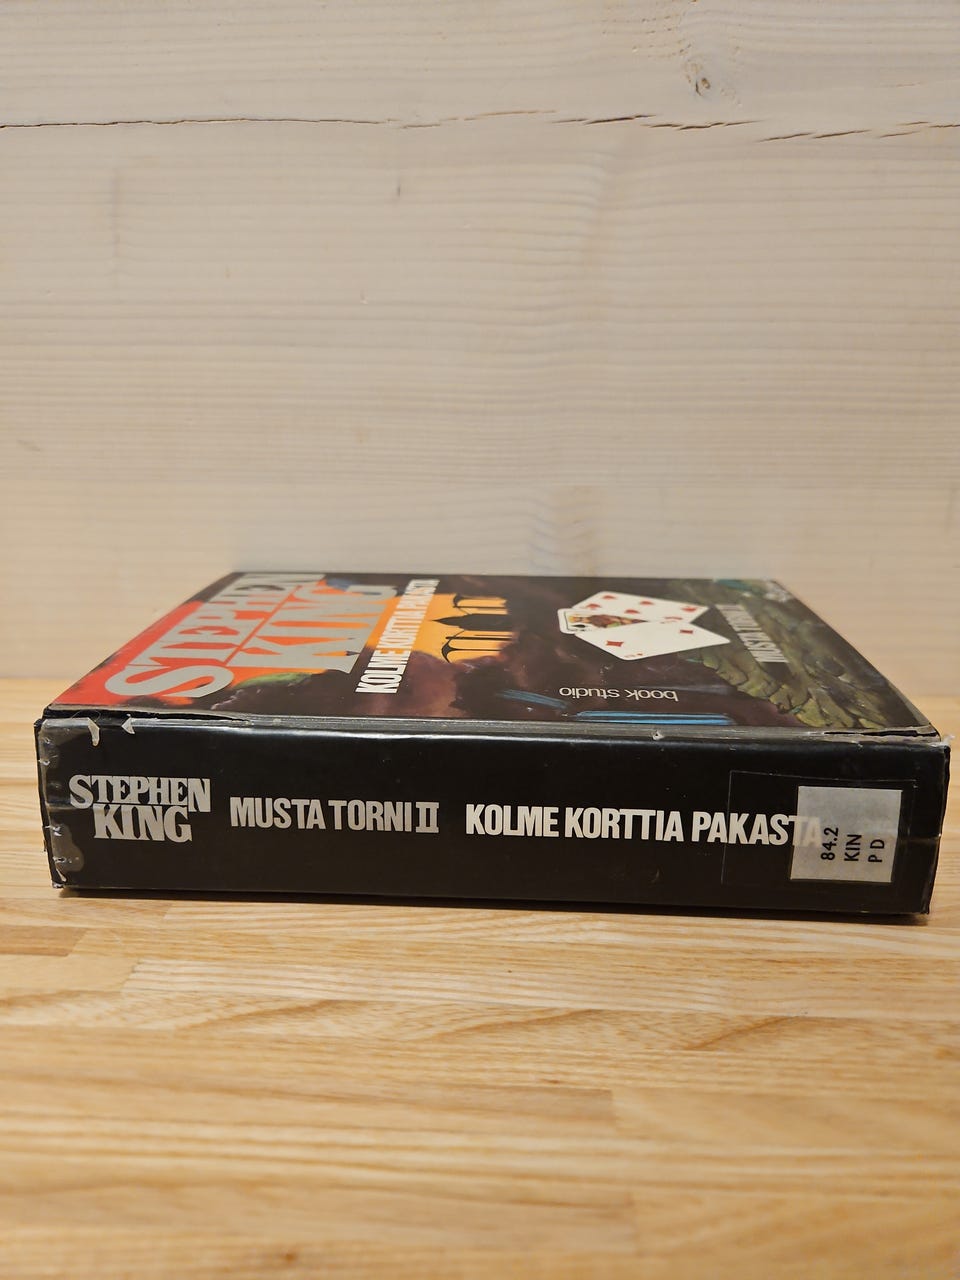 STEPHEN
KING
KOLME KORTTIA PAKASTA
MUSTA TORNI II
book studio
STEPHEN
KING
MUSTA TORNI II
KOLME KORTTIA PAKASTA
84.2
KIN
P D